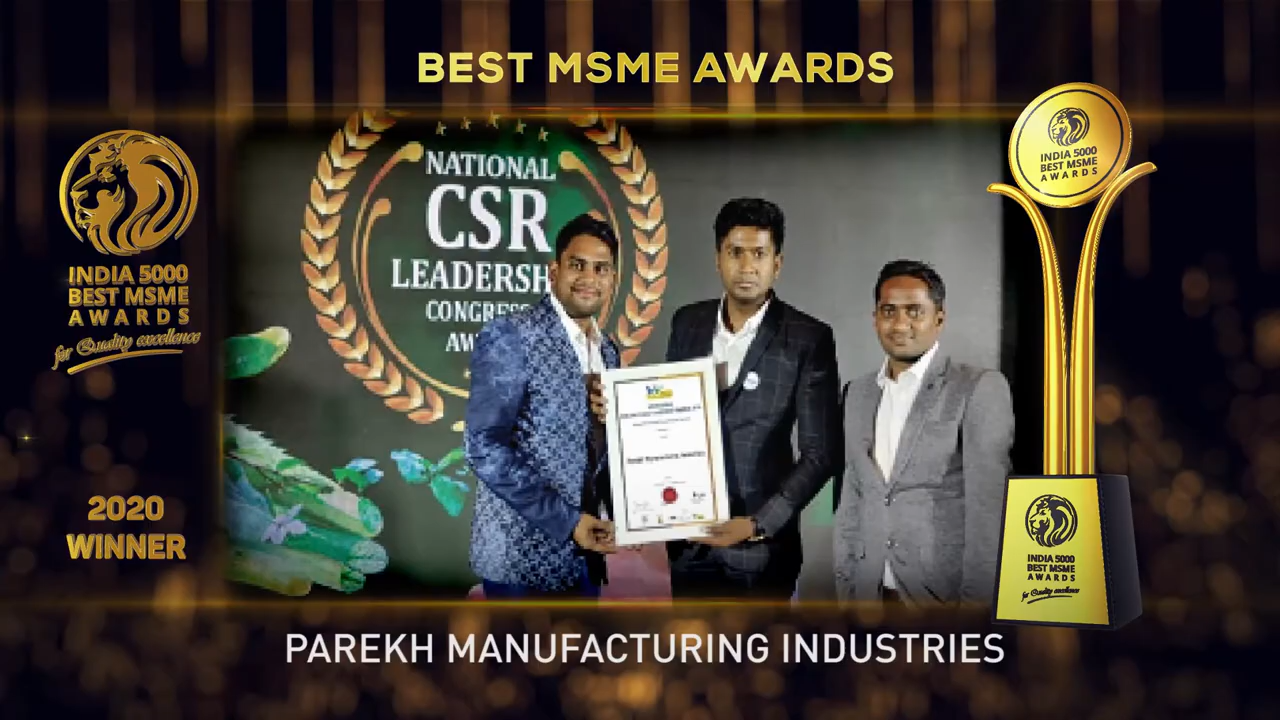 BEST MSME AWARDS
INDIA 5000
BEST MSME
AWARDS
for Quality excellence
2020
WINNER
NATIONAL
CSR
LEADERSH
CONGRES
AW
INDIA 5000
BEST MSME
AWARDS
INDIA 5000
BEST MSME
AWARDS
for Quality excellence
PAREKH MANUFACTURING INDUSTRIES